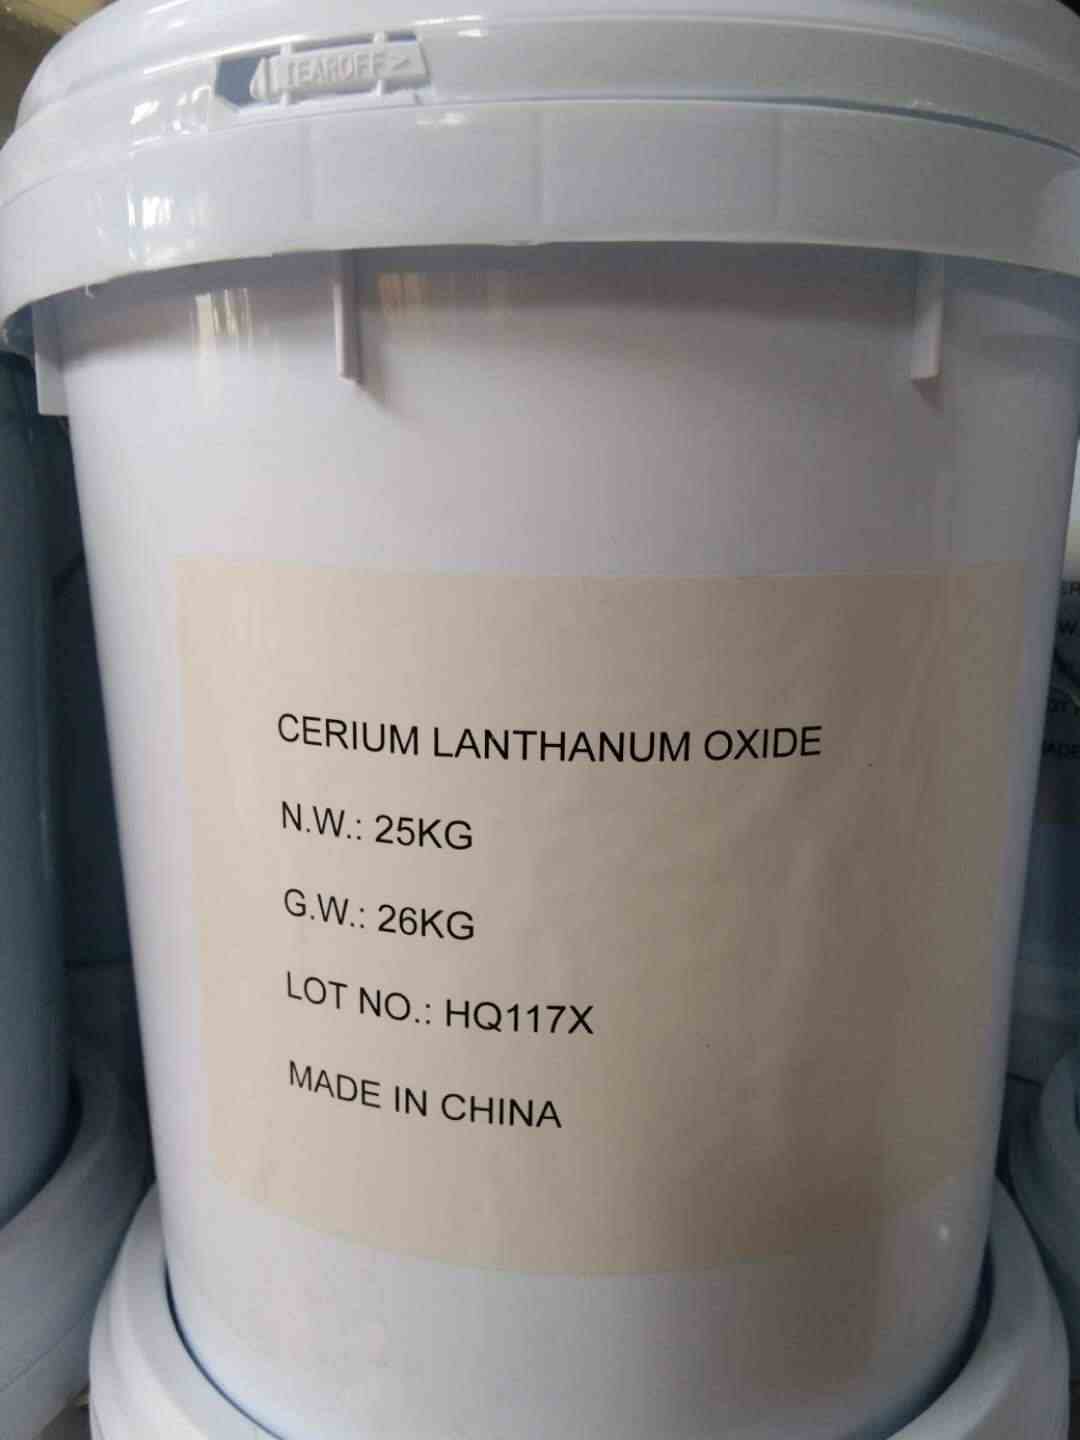 TEAROFF>
CERIUM LANTHANUM OXIDE
N.W.: 25KG
G.W.: 26KG
LOT NO.: HQ117X
MADE IN CHINA